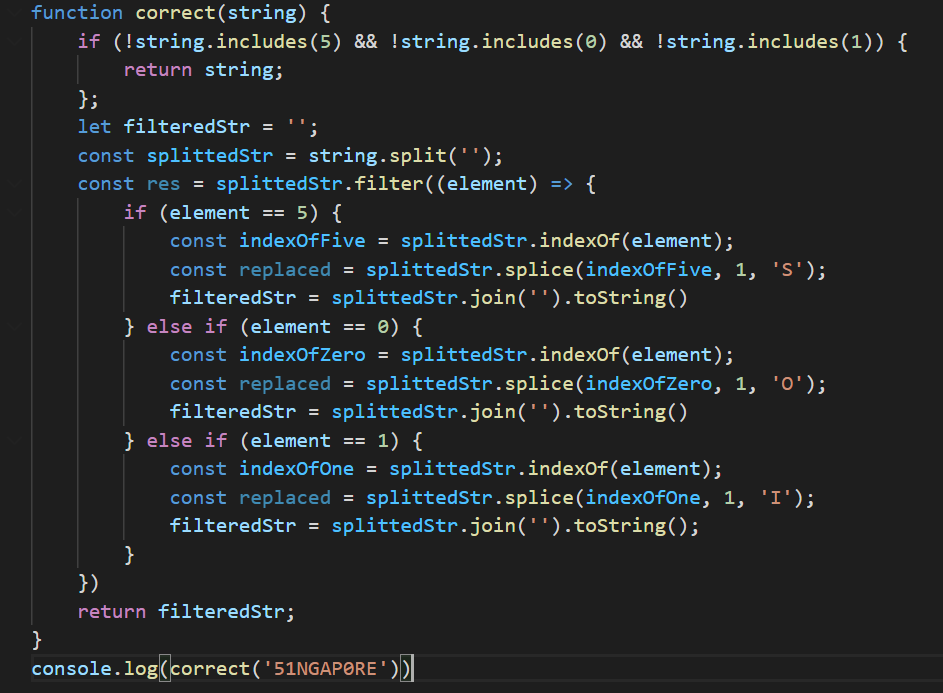 function correct(string) {
    if (!string.includes(5) && !string.includes(0) && !string.includes(1)) {
        return string;
    };
    let filteredStr = '';
    const splittedStr = string.split('');
    const res = splittedStr.filter((element) => {
        if (element == 5) {
            const indexOfFive = splittedStr.indexOf(element);
            const replaced = splittedStr.splice(indexOfFive, 1, 'S');
            filteredStr = splittedStr.join('').toString()
        } else if (element == 0) {
            const indexOfZero = splittedStr.indexOf(element);
            const replaced = splittedStr.splice(indexOfZero, 1, 'O');
            filteredStr = splittedStr.join('').toString()
        } else if (element == 1) {
            const indexOfOne = splittedStr.indexOf(element);
            const replaced = splittedStr.splice(indexOfOne, 1, 'I');
            filteredStr = splittedStr.join('').toString();
        }
    })
    return filteredStr;
}
console.log(correct('51NGAP0RE'))